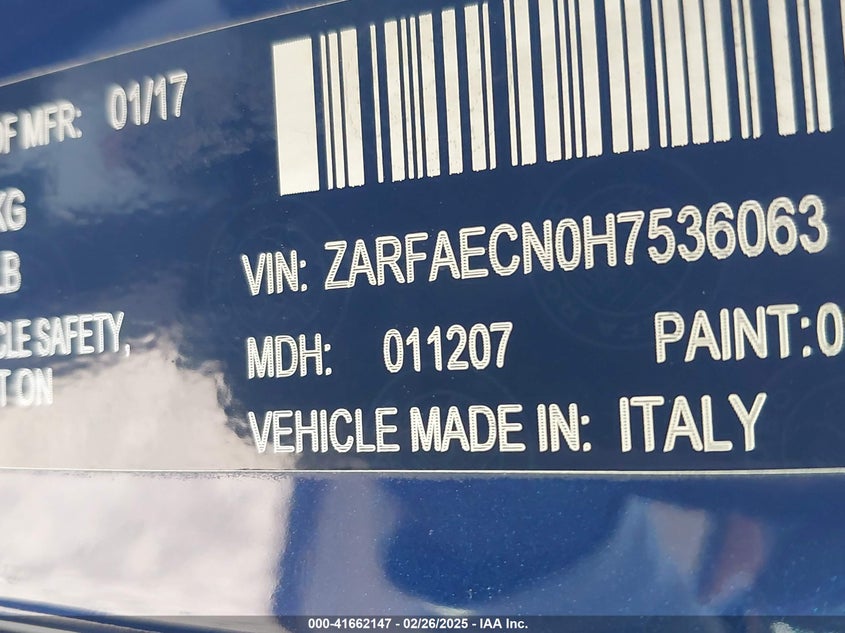 OF MFR: 01/17
KG
LB
VIN: ZARFAECN0H7536063
CLE SAFETY,
MDH: 011207 PAINT:0
T ON
VEHICLE MADE IN: ITALY
000-41662147 - 02/26/2025 - IAA Inc.